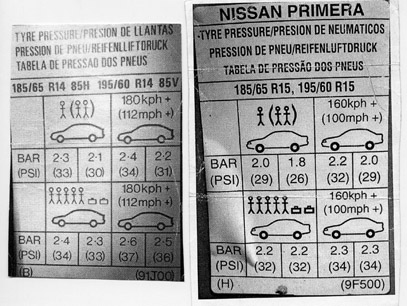 TYRE PRESSURE/PRESION DE LLANTAS
PRESSION DE PNEU/REIFENLLIFTDRUCK
TABELA DE PRESSAO DOS PNEUS
185/65 R14 85H 195/60 R14 85V
180kph +
(112mph +)
BAR 2·3 2·1 2·4 2·2
(PSI) (33) (30) (34) (31)
180kph +
(112mph +)
BAR 2·4 2·3 2·6 2·5
(PSI) (34) (33) (37) (36)
(B) (91J00)
NISSAN PRIMERA
TYRE PRESSURE/PRESION DE NEUMATICOS
PRESSION DE PNEU/REIFENLUFTDRUCK
TABELA DE PRESSÃO DOS PNEUS
185/65 R15, 195/60 R15
160kph +
(100mph +)
BAR 2.0 1.8 2.2 2.0
(PSI) (29) (26) (32) (29)
160kph +
(100mph +)
BAR 2.2 2.2 2.3 2.3
(PSI) (32) (32) (34) (34)
(H) (9F500)